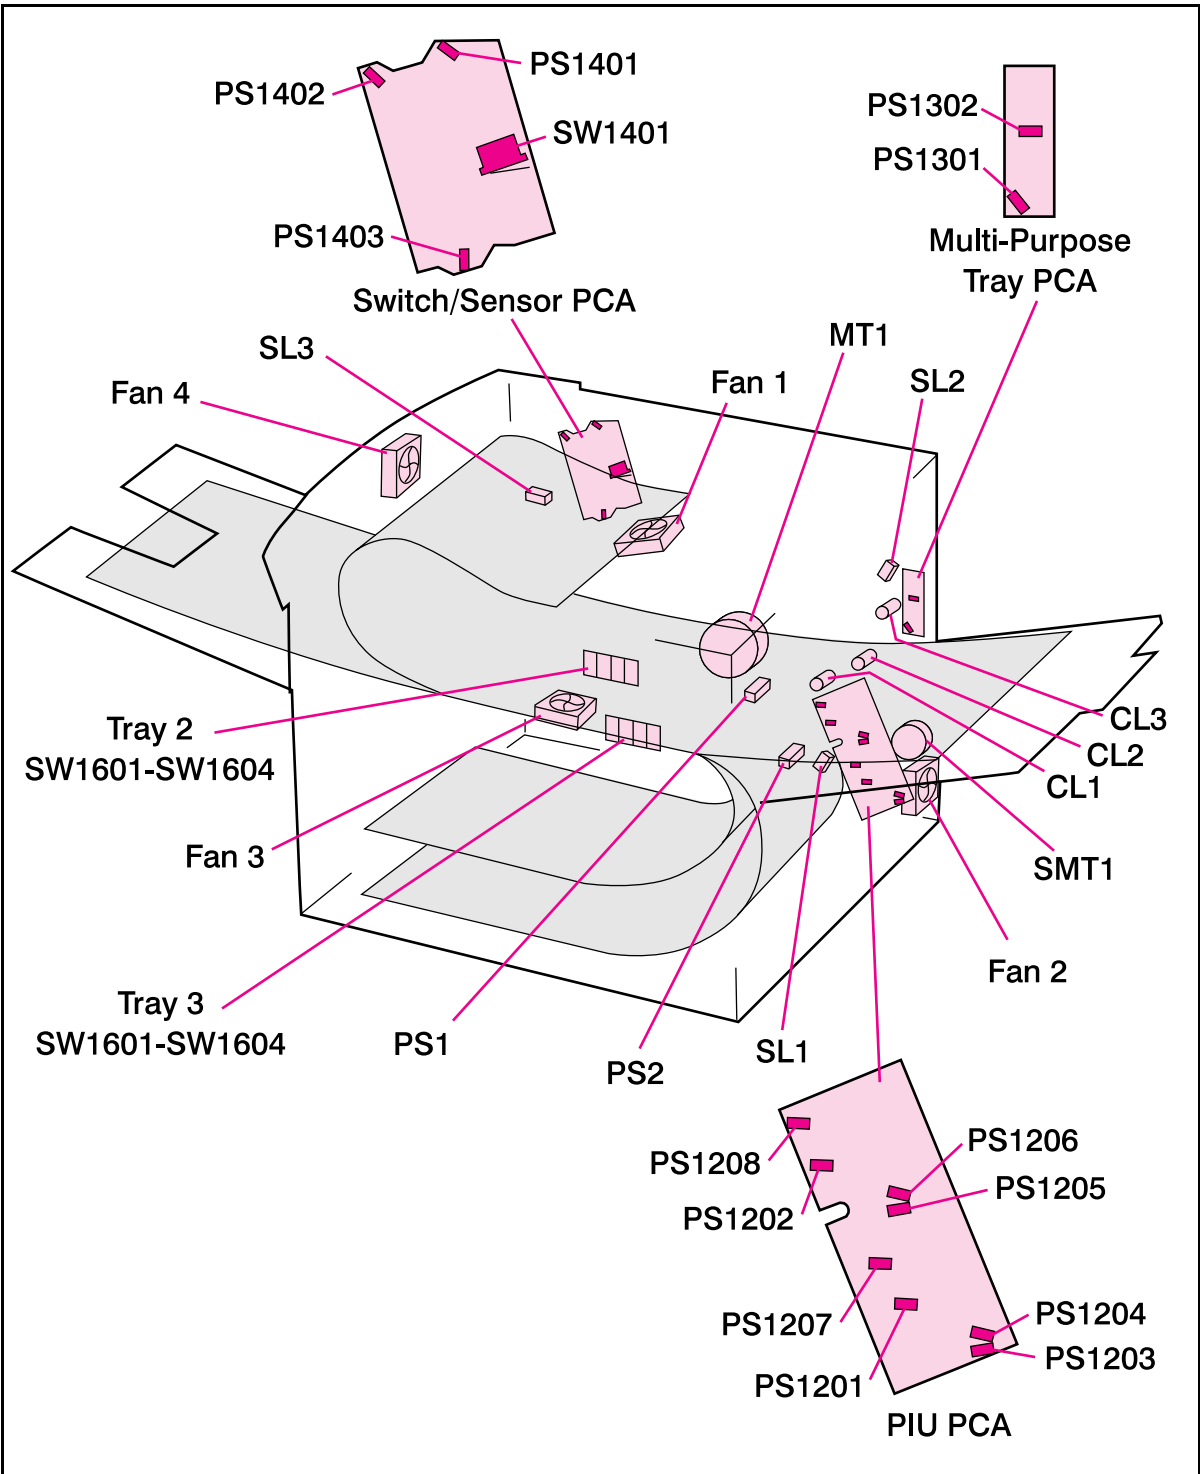 PS1401
PS1402
SW1401
PS1403
Switch/Sensor PCA
PS1302
PS1301
Multi-Purpose
Tray PCA
SL3
MT1
Fan 4
Fan 1
SL2
Tray 2
SW1601-SW1604
CL3
CL2
CL1
Fan 3
SMT1
Fan 2
Tray 3
SW1601-SW1604
PS1
PS2
SL1
PS1208
PS1206
PS1205
PS1202
PS1207
PS1204
PS1203
PS1201
PIU PCA